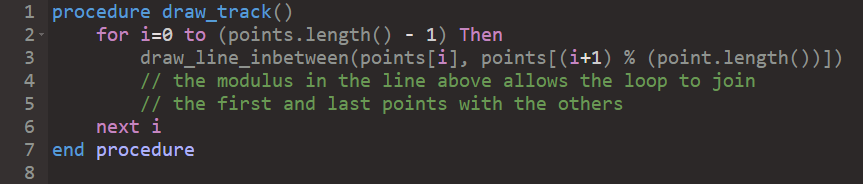 1 procedure draw_track()
2 for i=0 to (points.length() - 1) Then
3 draw_line_inbetween(points[i], points[(i+1) % (point.length())])
4 // the modulus in the line above allows the loop to join
5 // the first and last points with the others
6 next i
7 end procedure
8